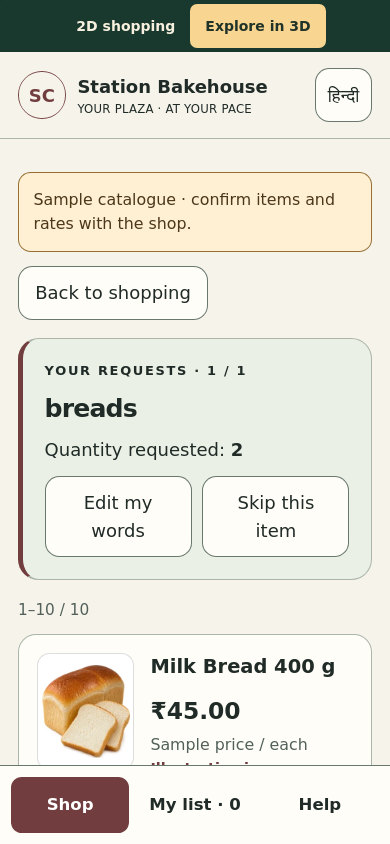 2D shopping
Explore in 3D
SC
Station Bakehouse
YOUR PLAZA · AT YOUR PACE
हिन्दी
Sample catalogue · confirm items and
rates with the shop.
Back to shopping
YOUR REQUESTS · 1 / 1
breads
Quantity requested: 2
Edit my
words
Skip this
item
1–10 / 10
Milk Bread 400 g
₹45.00
Sample price / each
Shop
My list · 0
Help